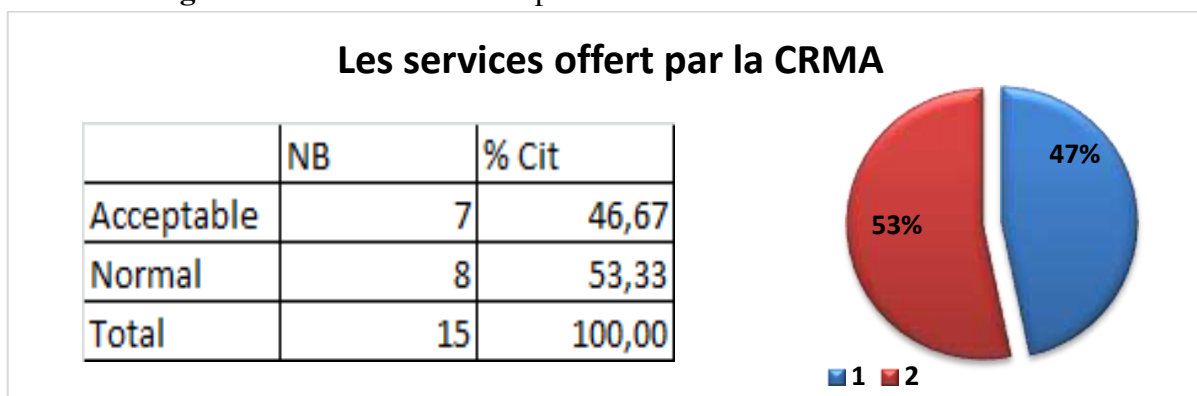 Les services offert par la CRMA
NB % Cit
Acceptable 7 46,67
Normal 8 53,33
Total 15 100,00
47%
53%
1 2